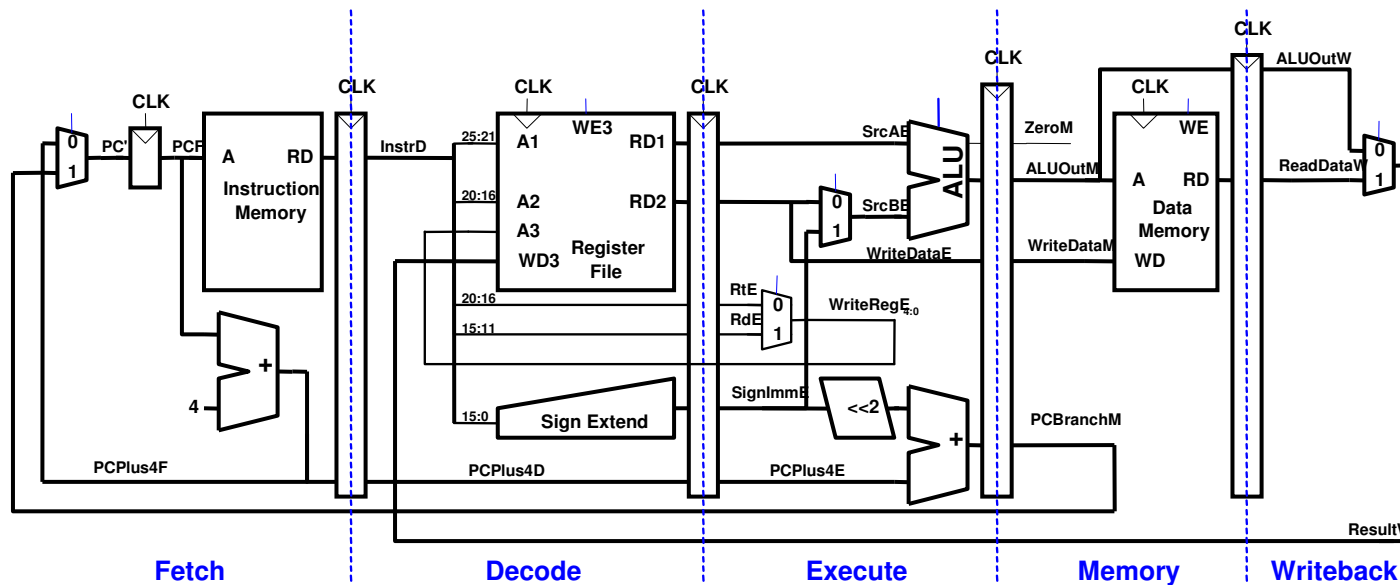 CLK
CLK
ALUOutW
CLK
CLK
CLK
CLK
CLK
0
1
PC'
PCF
A
RD
Instruction
Memory
InstrD
25:21
A1
WE3
RD1
SrcAE
ALU
ZeroM
ALUOutM
A
WE
RD
Data
Memory
WD
ReadDataW
0
1
20:16
A2
RD2
A3
WD3
Register
File
0
1
SrcBE
WriteDataE
WriteDataM
20:16
15:11
RtE
RdE
0
1
WriteRegE4:0
+
4
15:0
Sign Extend
SignImmE
<<2
+
PCBranchM
PCPlus4F
PCPlus4D
PCPlus4E
ResultW
Fetch
Decode
Execute
Memory
Writeback